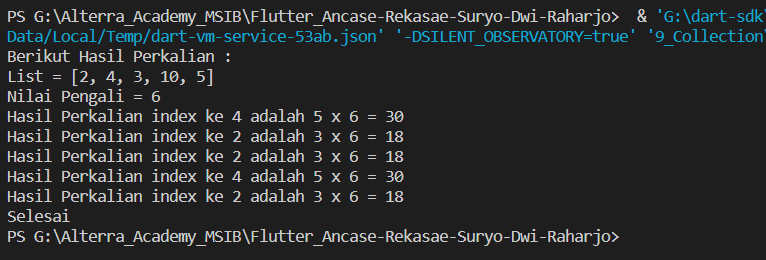 PS G:\Alterra_Academy_MSIB\Flutter_Ancase-Rekasae-Suryo-Dwi-Raharjo>  & 'G:\dart-sdk
Data/Local/Temp/dart-vm-service-53ab.json' '-DSILENT_OBSERVATORY=true' '9_Collection\
Berikut Hasil Perkalian :
List = [2, 4, 3, 10, 5]
Nilai Pengali = 6
Hasil Perkalian index ke 4 adalah 5 x 6 = 30
Hasil Perkalian index ke 2 adalah 3 x 6 = 18
Hasil Perkalian index ke 2 adalah 3 x 6 = 18
Hasil Perkalian index ke 4 adalah 5 x 6 = 30
Hasil Perkalian index ke 2 adalah 3 x 6 = 18
Selesai
PS G:\Alterra_Academy_MSIB\Flutter_Ancase-Rekasae-Suryo-Dwi-Raharjo>